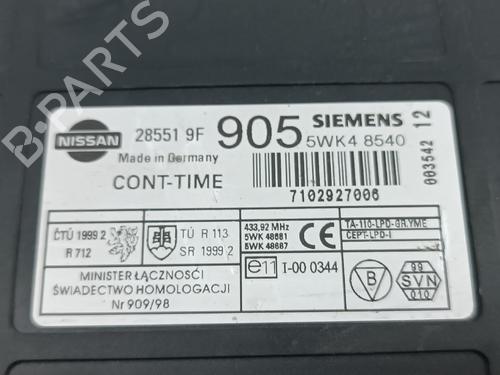 B-PARTS
NISSAN
28551 9F
905
SIEMENS
5WK4 8540
Made in Germany
CONT-TIME
7102927006
003542 12
ČTÚ 1999 2
R 712
TÚ R 113
SR 1999 2
433,92 MHz
5WK 48681
5WK 48687
TA-110-LPD-GR.YME
CEPT-LPD-I
CE
e11 I-00 0344
B
99
SVN
010
MINISTER ŁĄCZNOŚCI
ŚWIADECTWO HOMOLOGACJI
Nr 909/98